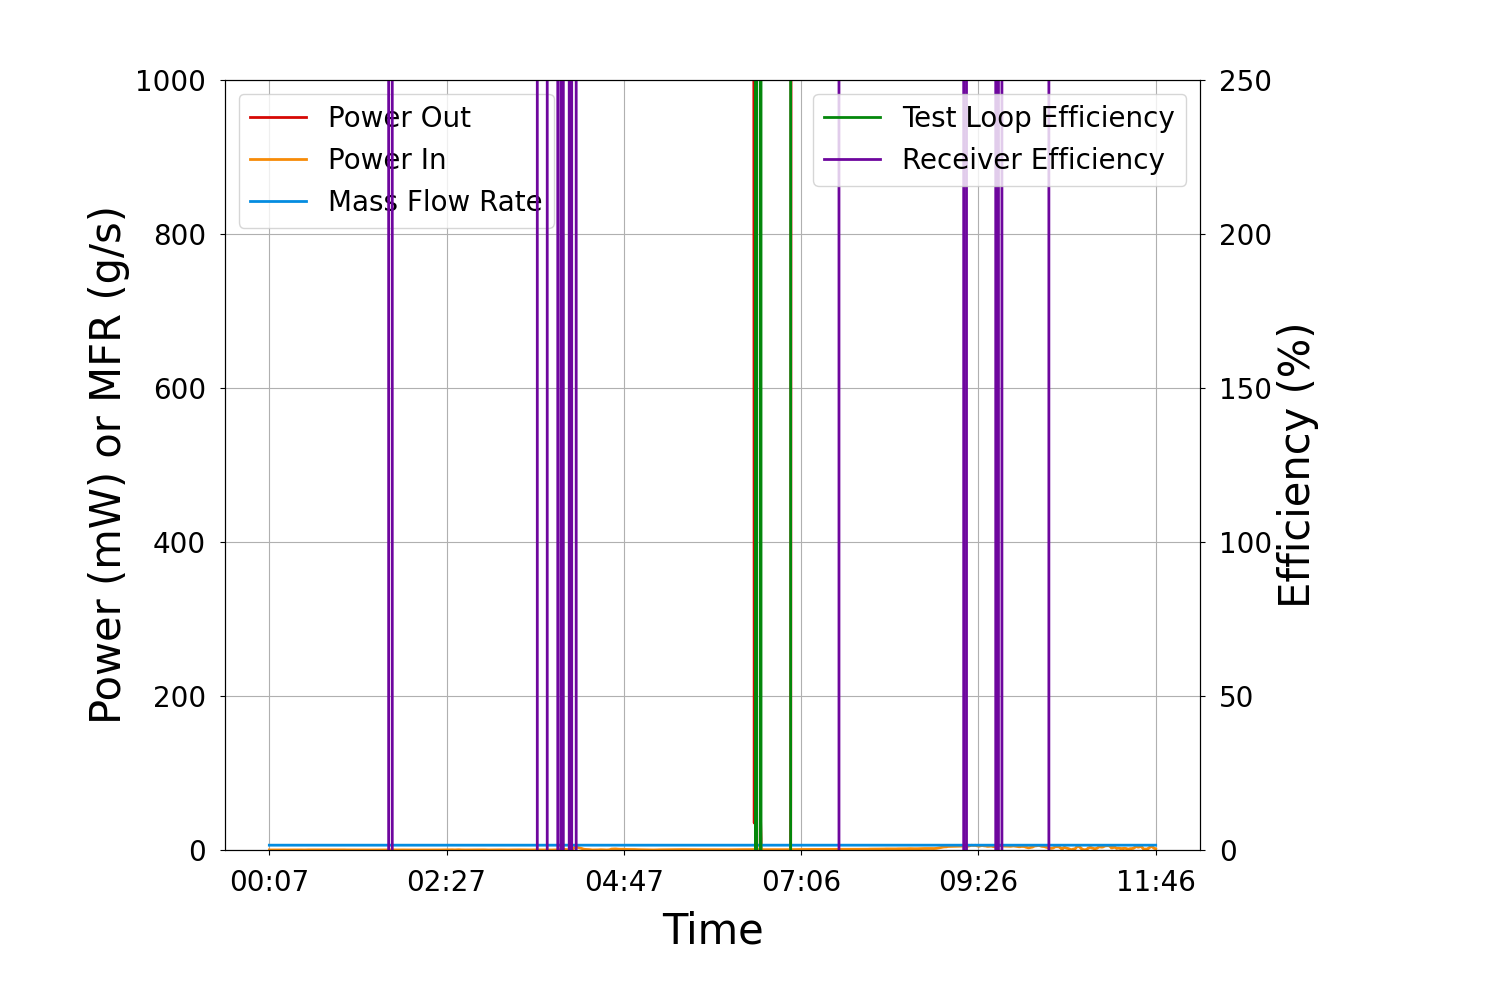 Power Out
Power In
Mass Flow Rate
Test Loop Efficiency
Receiver Efficiency
1000
800
600
400
200
0
250
200
150
100
50
0
Power (mW) or MFR (g/s)
Efficiency (%)
00:07 02:27 04:47 07:06 09:26 11:46
Time